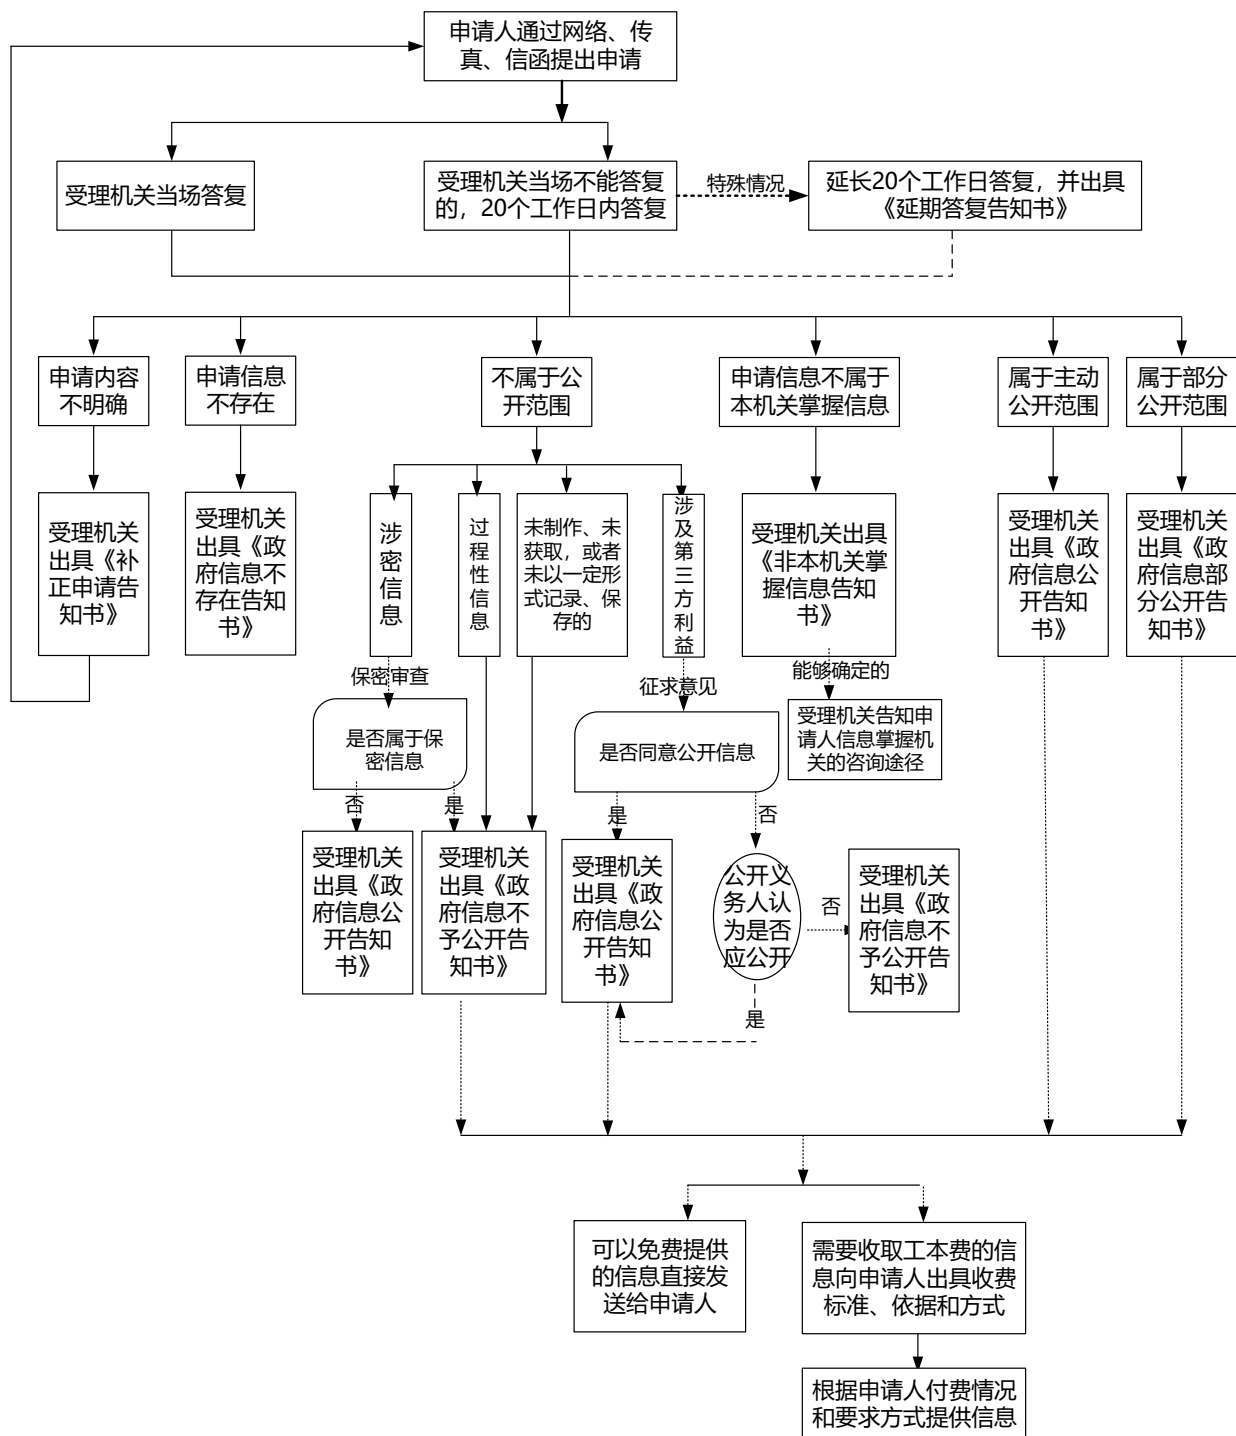 申请人通过网络、传
真、信函提出申请
受理机关当场答复
受理机关当场不能答复
的，20个工作日内答复
特殊情况
延长20个工作日答复，并出具
《延期答复告知书》
申请内容
不明确
申请信息
不存在
不属于公
开范围
申请信息不属于
本机关掌握信息
属于主动
公开范围
属于部分
公开范围
受理机关
出具《补
正申请告
知书》
受理机关
出具《政
府信息不
存在告知
书》
涉
密
信
息
过
程
性
信
息
未制作、未
获取，或者
未以一定形
式记录、保
存的
涉
及
第
三
方
利
益
受理机关出具
《非本机关掌
握信息告知
书》
受理机关
出具《政
府信息公
开告知
书》
受理机关
出具《政
府信息部
分公开告
知书》
保密审查
征求意见
能够确定的
是否属于保
密信息
是否同意公开信息
受理机关告知申
请人信息掌握机
关的咨询途径
否
是
是
否
受理机关
出具《政
府信息公
开告知
书》
受理机关
出具《政
府信息不
予公开告
知书》
受理机关
出具《政
府信息公
开告知
书》
公开义
务人认
为是否
应公开
否
受理机关
出具《政
府信息不
予公开告
知书》
是
可以免费提供
的信息直接发
送给申请人
需要收取工本费的信
息向申请人出具收费
标准、依据和方式
根据申请人付费情况
和要求方式提供信息